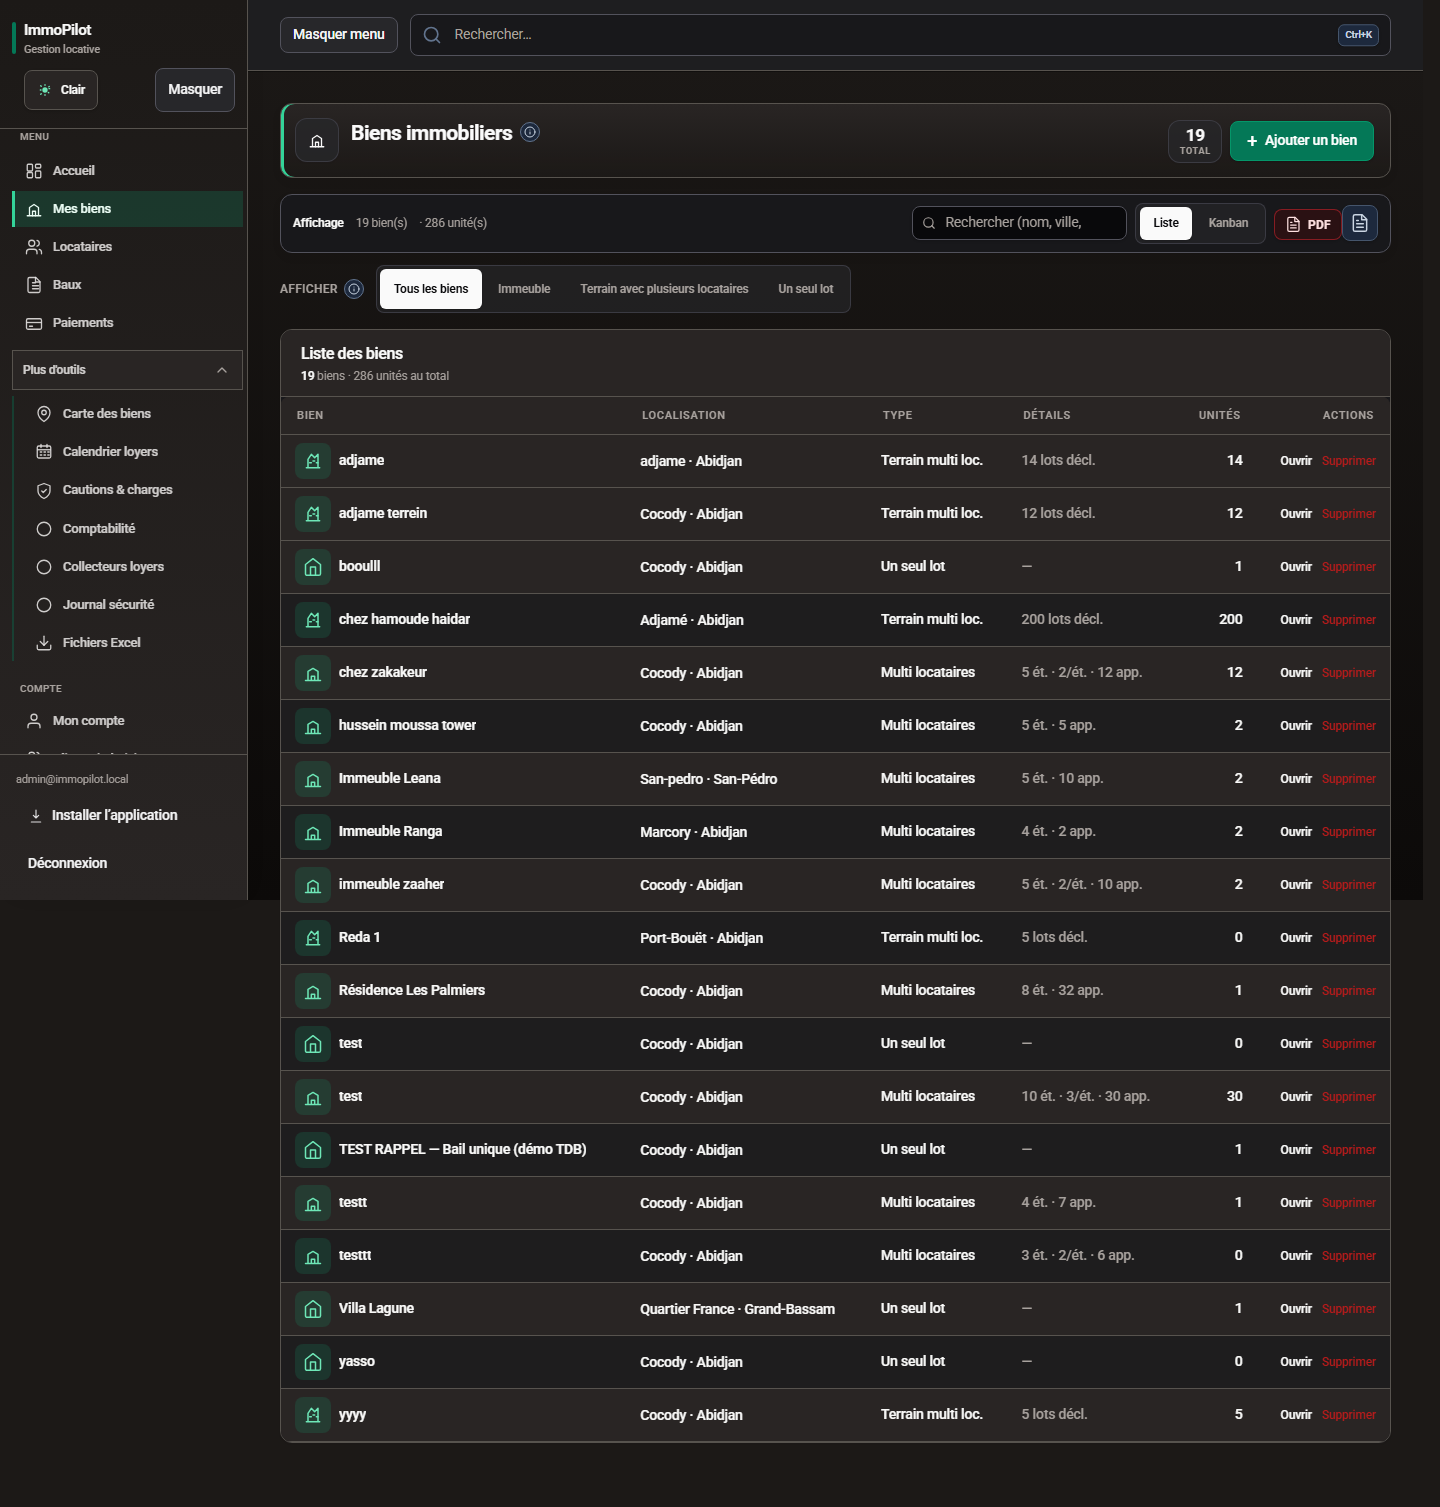 ImmoPilot
Gestion locative
Clair
Masquer
MENU
Accueil
Mes biens
Locataires
Baux
Paiements
Plus d'outils
Carte des biens
Calendrier loyers
Cautions & charges
Comptabilité
Collecteurs loyers
Journal sécurité
Fichiers Excel
COMPTE
Mon compte
admin@immopilot.local
Installer l'application
Déconnexion
Masquer menu
Rechercher...
Ctrl+K
Biens immobiliers
19
TOTAL
+ Ajouter un bien
Affichage 19 bien(s) · 286 unité(s)
Rechercher (nom, ville,
Liste
Kanban
PDF
AFFICHER
Tous les biens
Immeuble
Terrain avec plusieurs locataires
Un seul lot
Liste des biens
19 biens · 286 unités au total
BIEN LOCALISATION TYPE DÉTAILS UNITÉS ACTIONS
adjame adjame · Abidjan Terrain multi loc. 14 lots décl. 14 Ouvrir Supprimer
adjame terrein Cocody · Abidjan Terrain multi loc. 12 lots décl. 12 Ouvrir Supprimer
booulll Cocody · Abidjan Un seul lot — 1 Ouvrir Supprimer
chez hamoude haidar Adjamé · Abidjan Terrain multi loc. 200 lots décl. 200 Ouvrir Supprimer
chez zakakeur Cocody · Abidjan Multi locataires 5 ét. · 2/ét. · 12 app. 12 Ouvrir Supprimer
hussein moussa tower Cocody · Abidjan Multi locataires 5 ét. · 5 app. 2 Ouvrir Supprimer
Immeuble Leana San-pedro · San-Pédro Multi locataires 5 ét. · 10 app. 2 Ouvrir Supprimer
Immeuble Ranga Marcory · Abidjan Multi locataires 4 ét. · 2 app. 2 Ouvrir Supprimer
immeuble zaaher Cocody · Abidjan Multi locataires 5 ét. · 2/ét. · 10 app. 2 Ouvrir Supprimer
Reda 1 Port-Bouët · Abidjan Terrain multi loc. 5 lots décl. 0 Ouvrir Supprimer
Résidence Les Palmiers Cocody · Abidjan Multi locataires 8 ét. · 32 app. 1 Ouvrir Supprimer
test Cocody · Abidjan Un seul lot — 0 Ouvrir Supprimer
test Cocody · Abidjan Multi locataires 10 ét. · 3/ét. · 30 app. 30 Ouvrir Supprimer
TEST RAPPEL — Bail unique (démo TDB) Cocody · Abidjan Un seul lot — 1 Ouvrir Supprimer
testt Cocody · Abidjan Multi locataires 4 ét. · 7 app. 1 Ouvrir Supprimer
testtt Cocody · Abidjan Multi locataires 3 ét. · 2/ét. · 6 app. 0 Ouvrir Supprimer
Villa Lagune Quartier France · Grand-Bassam Un seul lot — 1 Ouvrir Supprimer
yasso Cocody · Abidjan Un seul lot — 0 Ouvrir Supprimer
yyyy Cocody · Abidjan Terrain multi loc. 5 lots décl. 5 Ouvrir Supprimer